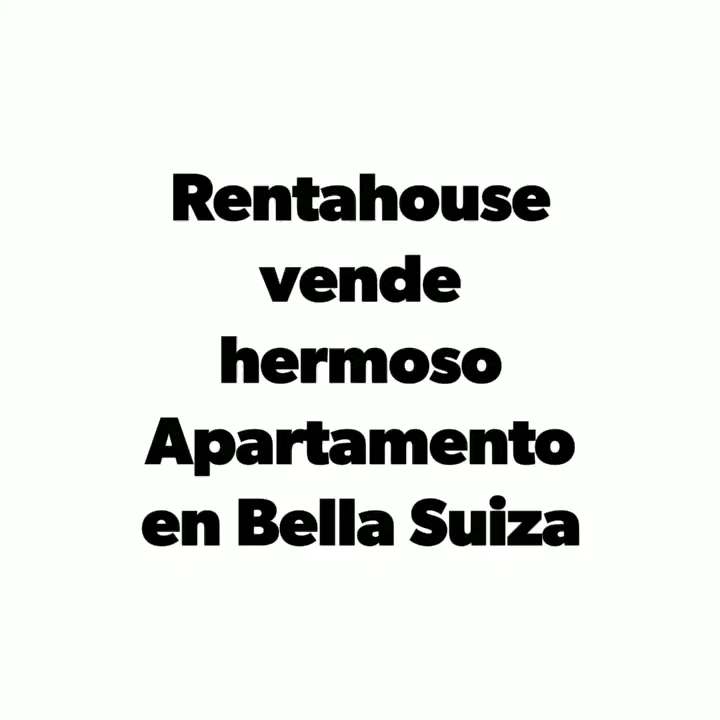 Rentahouse
vende
hermoso
Apartamento
en Bella Suiza